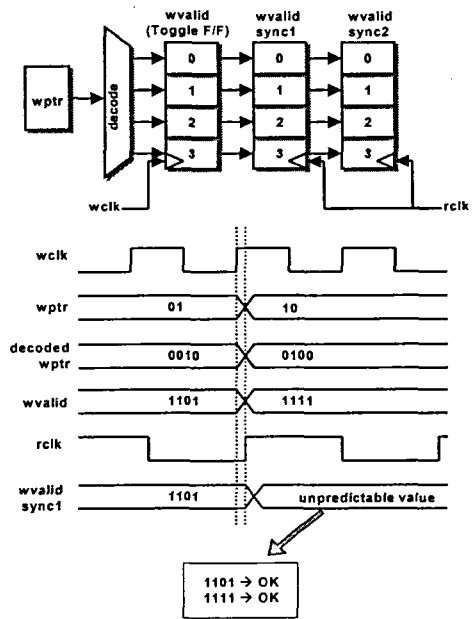 wvalid
(Toggle F/F)
wvalid
sync1
wvalid
sync2
wptr
decode
0
0
0
1
1
1
2
2
2
3
3
3
wclk
rclk
wclk
wptr
01
10
decoded
wptr
0010
0100
wvalid
1101
1111
rclk
wvalid
sync1
1101
unpredictable value
1101 → OK
1111 → OK